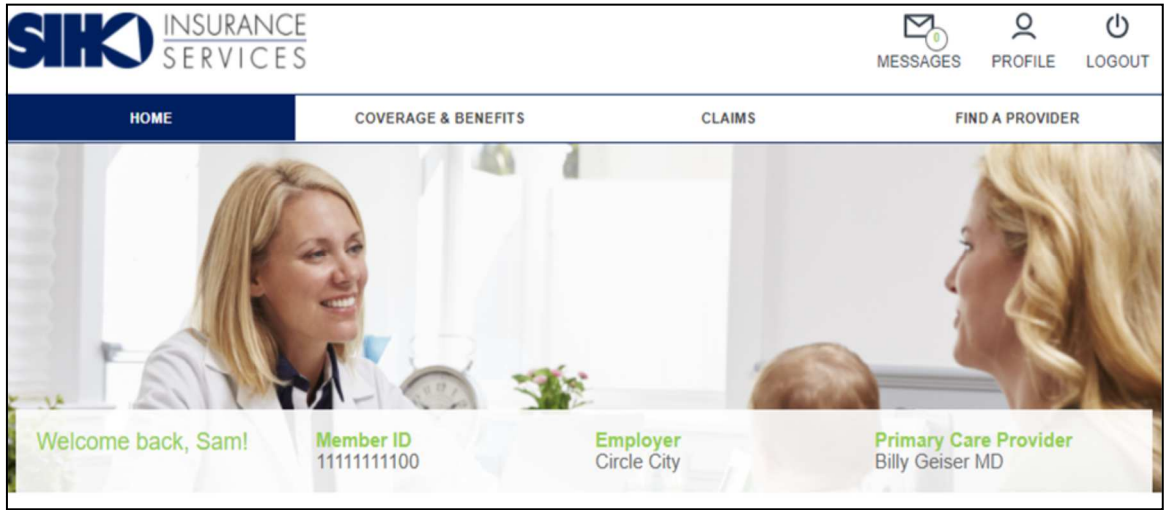 SIHO INSURANCE
SERVICES
0
MESSAGES PROFILE LOGOUT
HOME COVERAGE & BENEFITS CLAIMS FIND A PROVIDER
Welcome back, Sam! Member ID Employer Primary Care Provider
11111111100 Circle City Billy Geiser MD